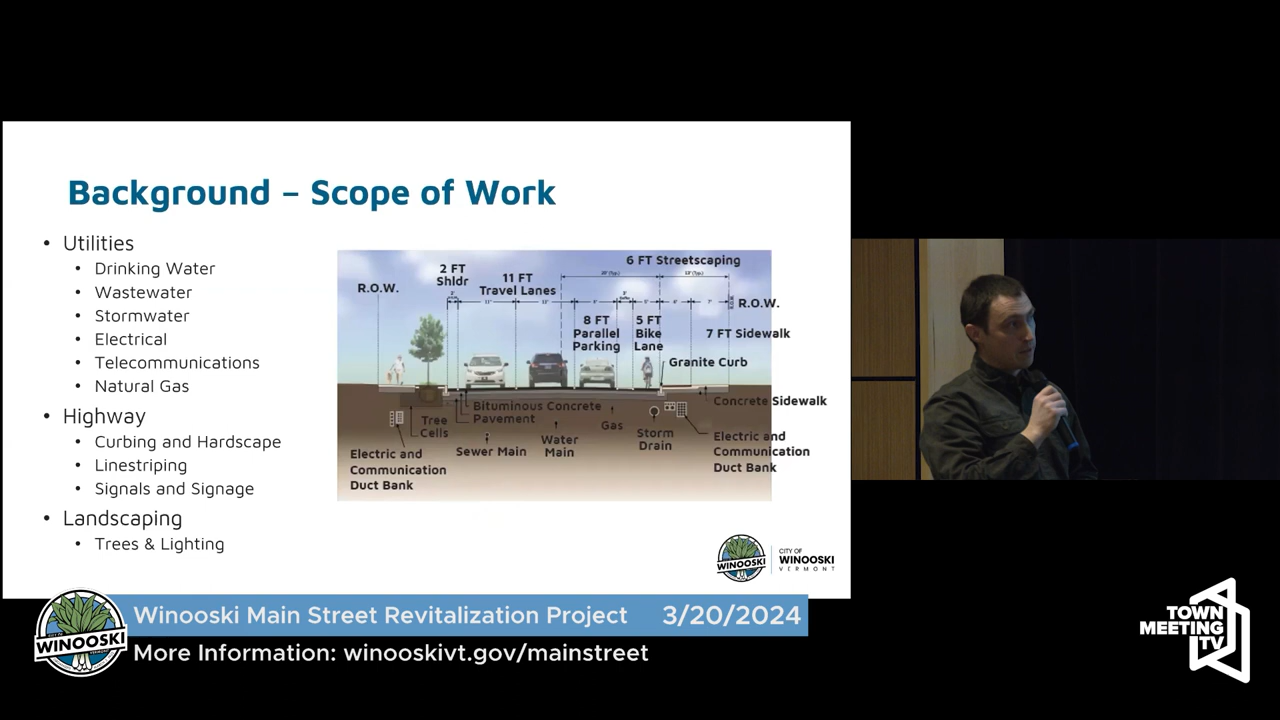 Background – Scope of Work
• Utilities
• Drinking Water
• Wastewater
• Stormwater
• Electrical
• Telecommunications
• Natural Gas
• Highway
• Curbing and Hardscape
• Linestriping
• Signals and Signage
• Landscaping
• Trees & Lighting
6 FT Streetscaping
2 FT
Shldr
11 FT
Travel Lanes
R.O.W.
R.O.W.
8 FT
Parallel
Parking
5 FT
Bike
Lane
7 FT Sidewalk
Granite Curb
Concrete Sidewalk
Bituminous Concrete
Pavement
Tree
Cells
Sewer Main
Water
Main
Gas
Storm
Drain
Electric and
Communication
Duct Bank
Electric and
Communication
Duct Bank
WINOOSKI
CITY OF
WINOOSKI
VERMONT
WINOOSKI
Winooski Main Street Revitalization Project 3/20/2024
More Information: winooskivt.gov/mainstreet
TOWN
MEETING
TV